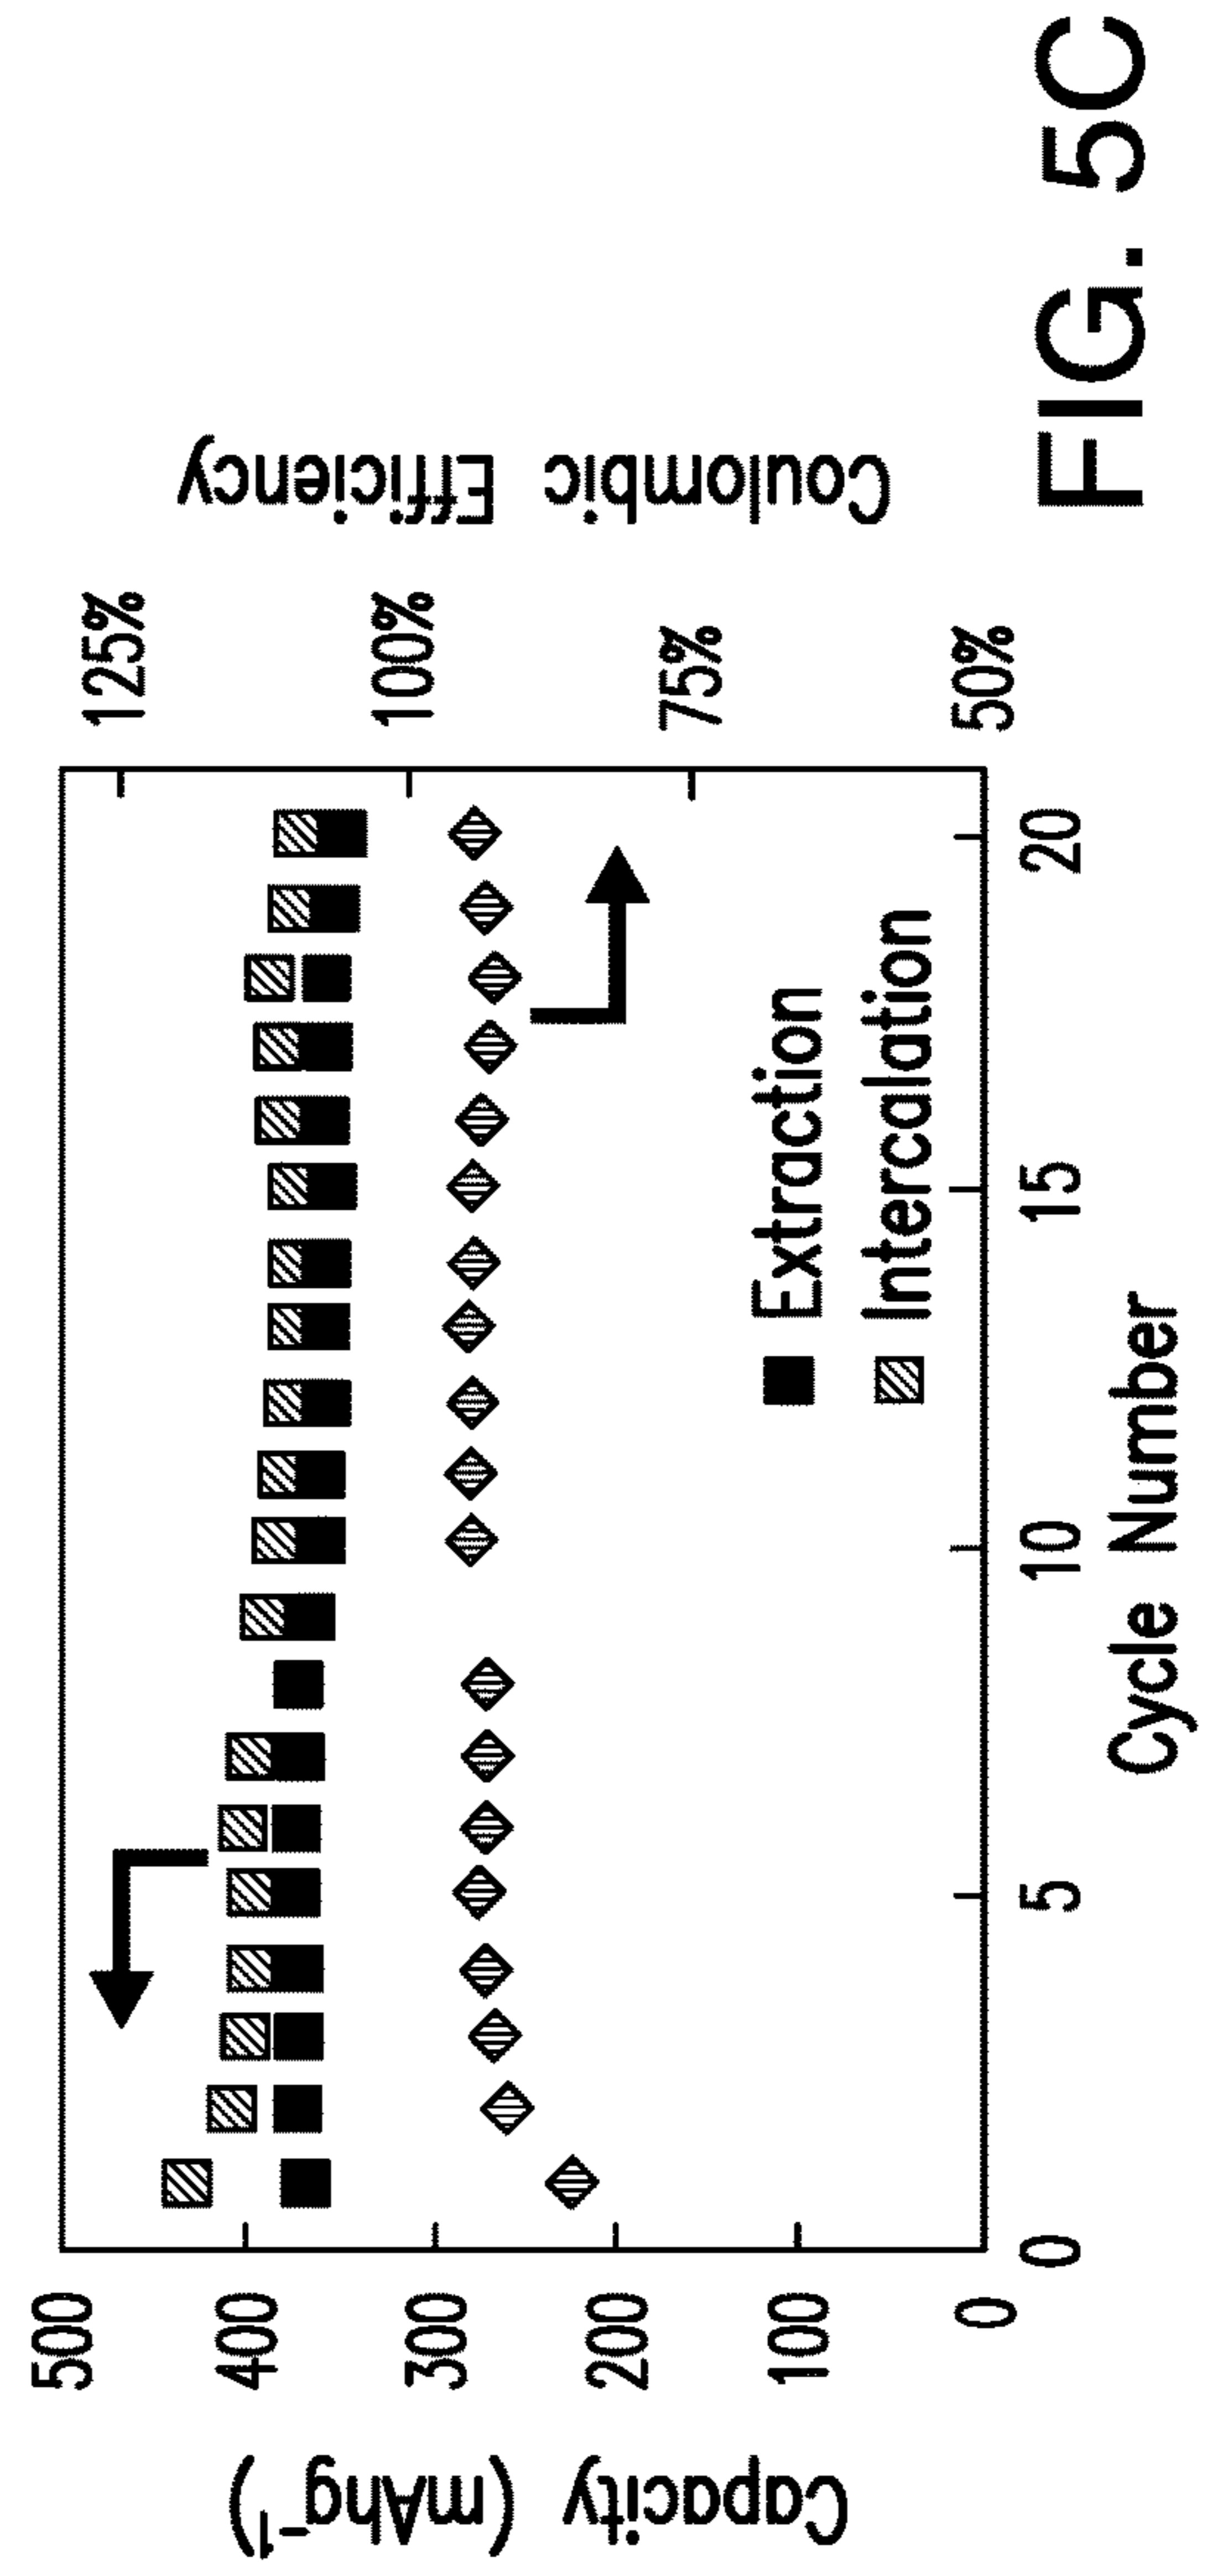 500
400
300
200
100
0
Capacity (mAhg⁻¹)
125%
100%
75%
50%
Coulombic Efficiency
Extraction
Intercalation
0 5 10 15 20
Cycle Number
FIG. 5C